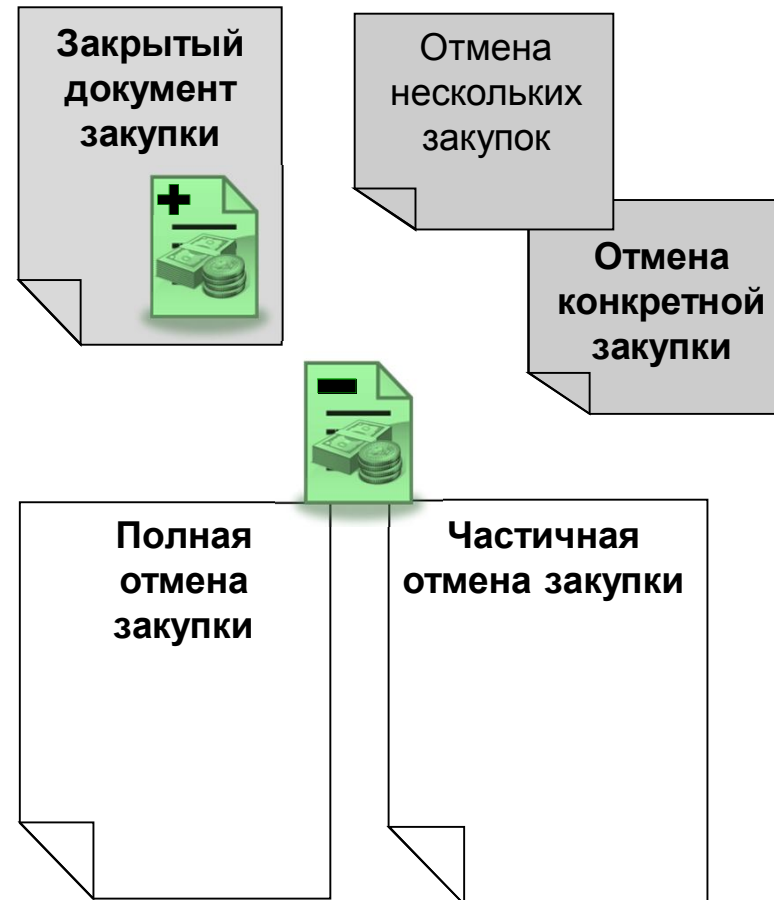 Закрытый
документ
закупки
Отмена
нескольких
закупок
Отмена
конкретной
закупки
Полная
отмена
закупки
Частичная
отмена закупки